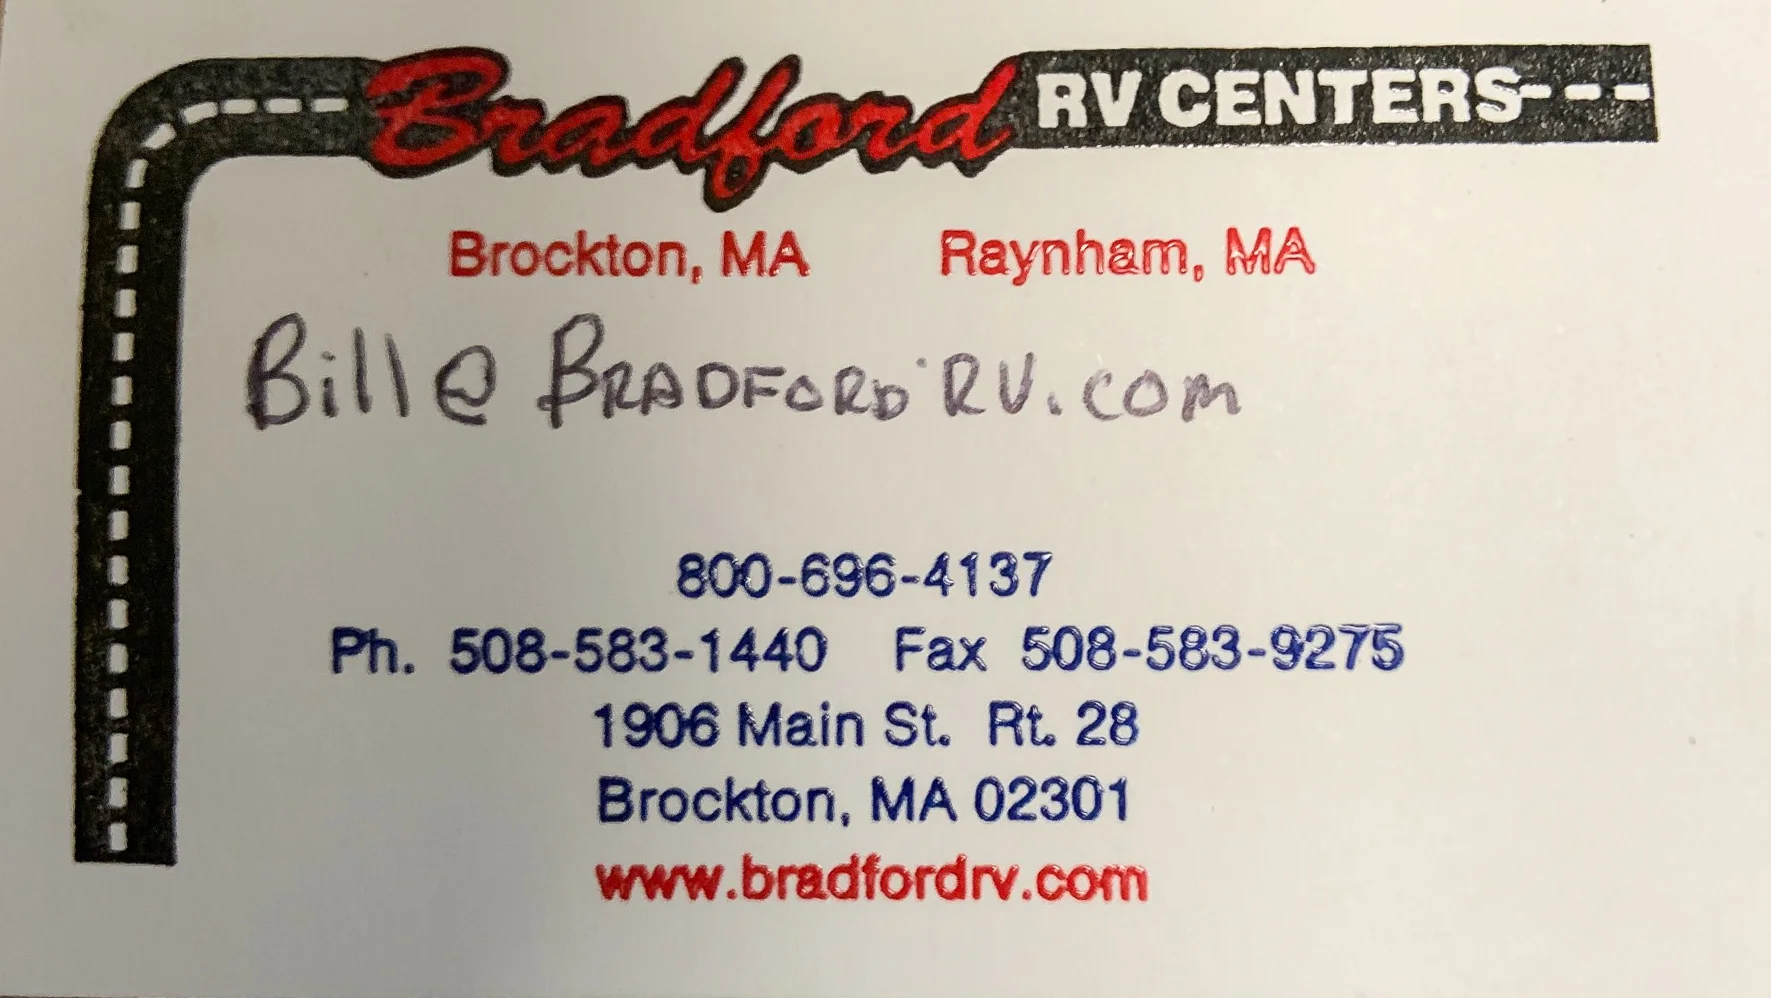 Bradford RV CENTERS
Brockton, MA Raynham, MA
Bill@BRADFORDRV.com
800-696-4137
Ph. 508-583-1440 Fax 508-583-9275
1906 Main St. Rt. 28
Brockton, MA 02301
www.bradfordrv.com